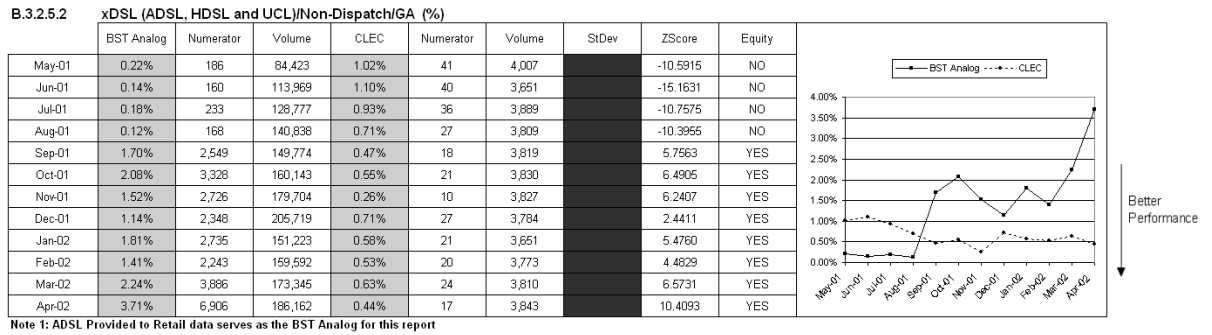 B.3.2.5.2 xDSL (ADSL, HDSL and UCL)/Non-Dispatch/GA (%)
BST Analog Numerator Volume CLEC Numerator Volume StDev ZScore Equity
May-01 0.22% 186 84,423 1.02% 41 4,007 -10.5915 NO
Jun-01 0.14% 160 113,969 1.10% 40 3,651 -15.1631 NO
Jul-01 0.18% 233 128,777 0.93% 36 3,889 -10.7575 NO
Aug-01 0.12% 168 140,838 0.71% 27 3,809 -10.3955 NO
Sep-01 1.70% 2,549 149,774 0.47% 18 3,819 5.7563 YES
Oct-01 2.08% 3,328 160,143 0.55% 21 3,830 6.4905 YES
Nov-01 1.52% 2,726 179,704 0.26% 10 3,827 6.2407 YES
Dec-01 1.14% 2,348 205,719 0.71% 27 3,784 2.4411 YES
Jan-02 1.81% 2,735 151,223 0.58% 21 3,651 5.4760 YES
Feb-02 1.41% 2,243 159,592 0.53% 20 3,773 4.4829 YES
Mar-02 2.24% 3,886 173,345 0.63% 24 3,810 6.5731 YES
Apr-02 3.71% 6,906 186,162 0.44% 17 3,843 10.4093 YES
Note 1: ADSL Provided to Retail data serves as the BST Analog for this report
BST Analog CLEC
4.00%
3.50%
3.00%
2.50%
2.00%
1.50%
1.00%
0.50%
0.00%
May-01 Jun-01 Jul-01 Aug-01 Sep-01 Oct-01 Nov-01 Dec-01 Jan-02 Feb-02 Mar-02 Apr-02
Better
Performance